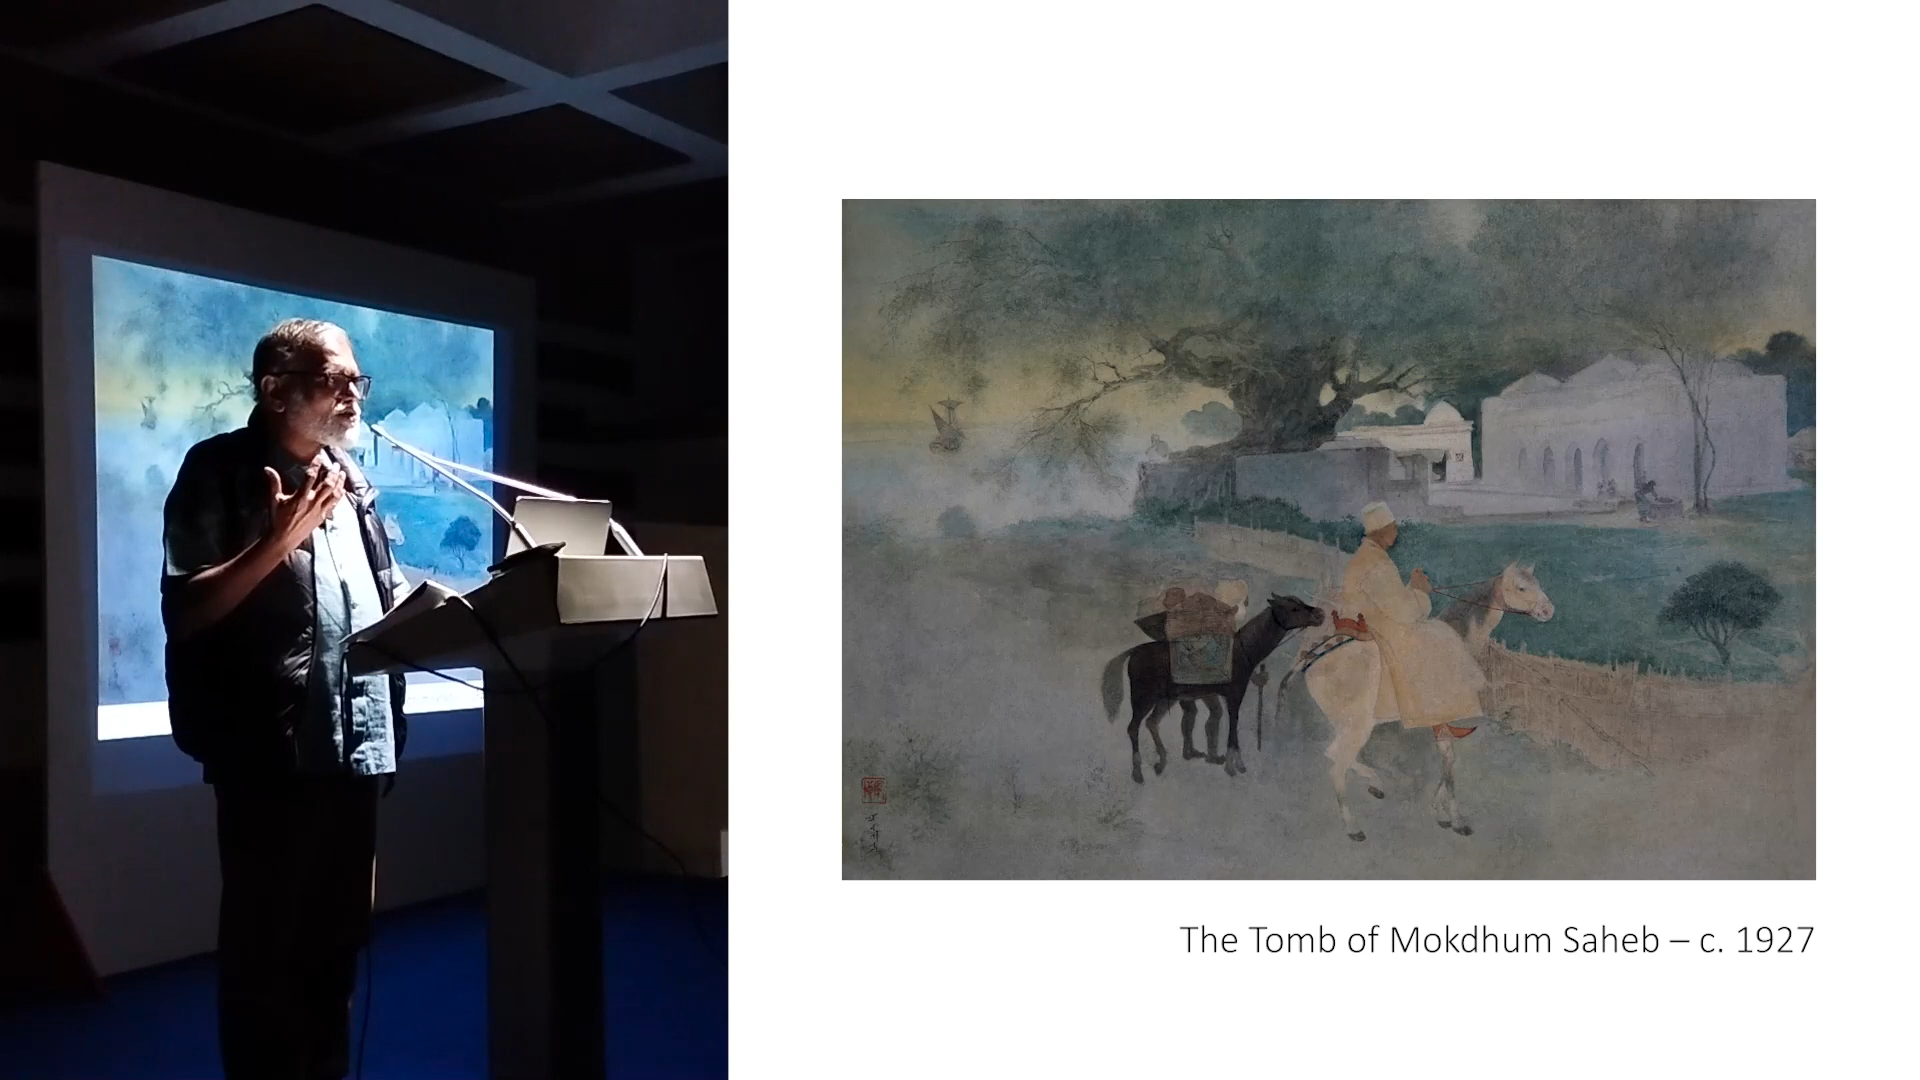 The Tomb of Mokdhum Saheb – c. 1927